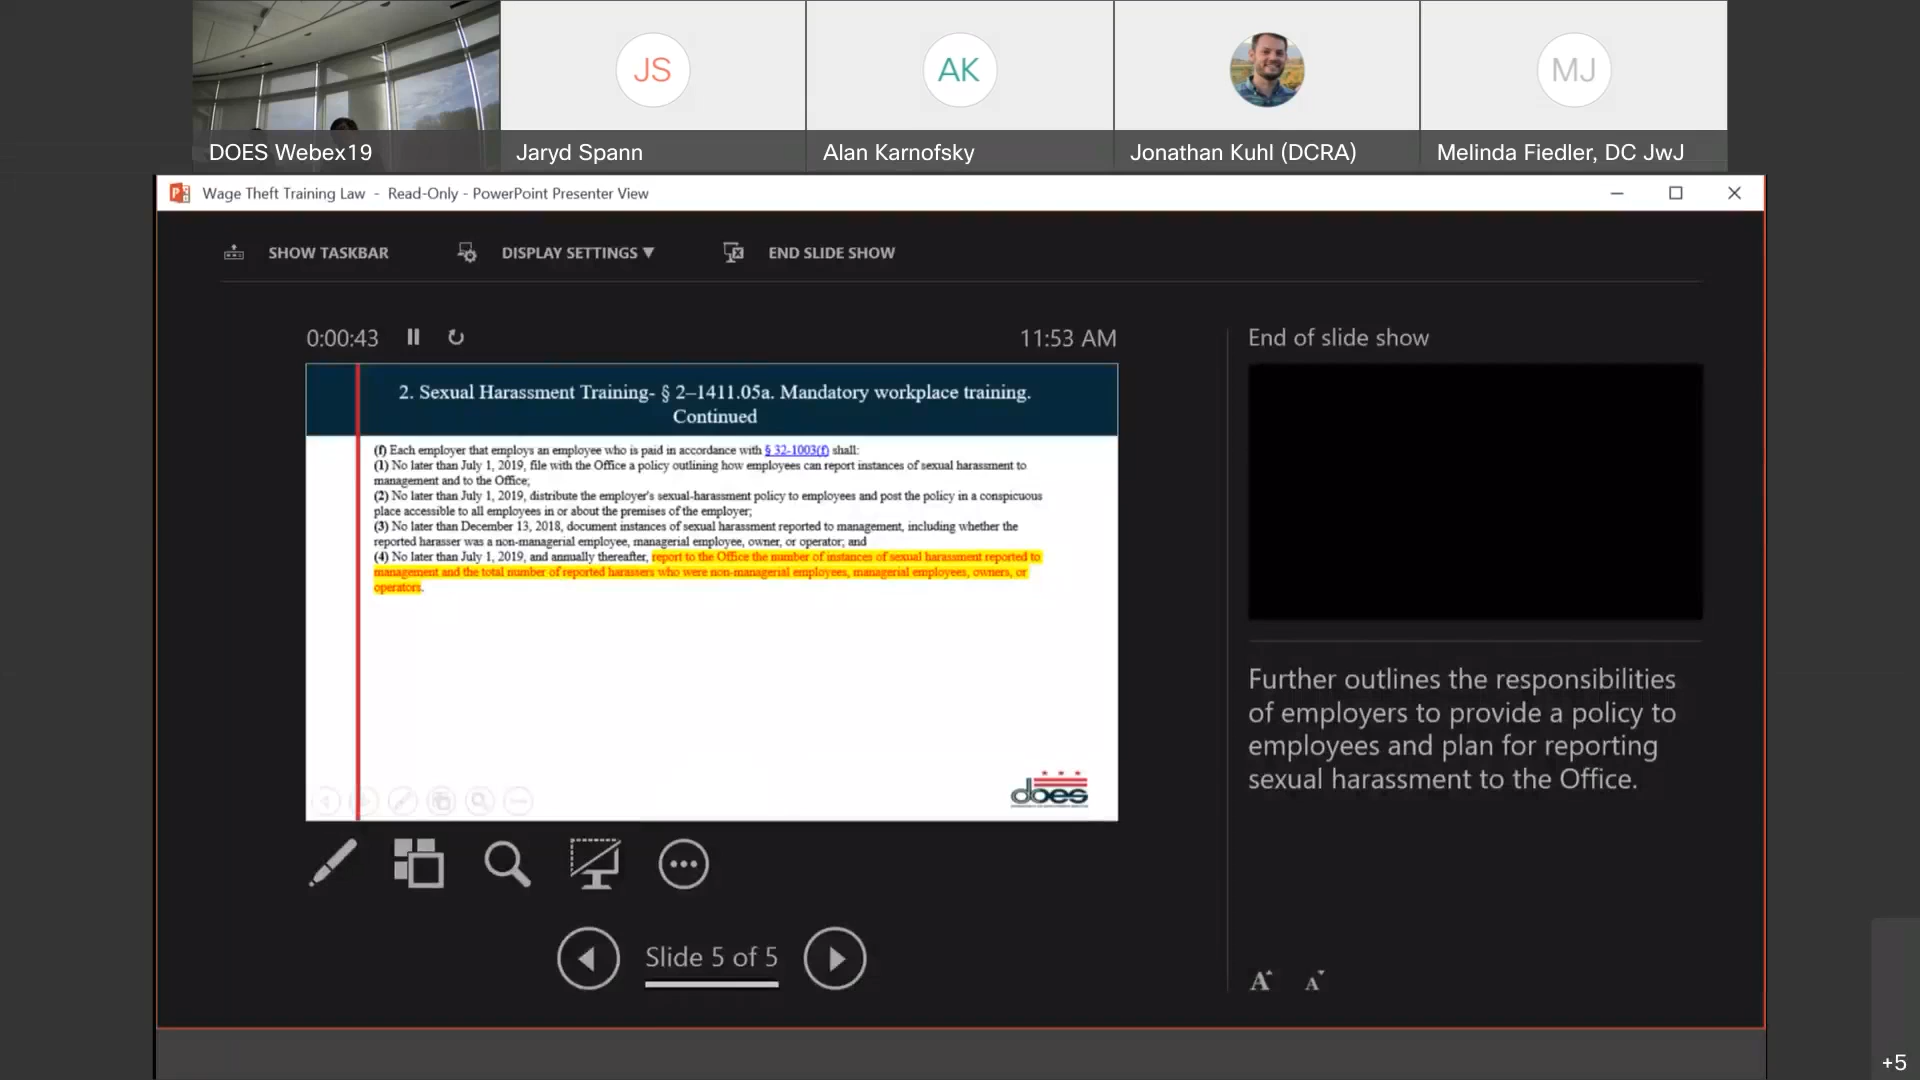 JS
AK
MJ
DOES Webex19
Jaryd Spann
Alan Karnofsky
Jonathan Kuhl (DCRA)
Melinda Fiedler, DC JwJ
Wage Theft Training Law - Read-Only - PowerPoint Presenter View
SHOW TASKBAR
DISPLAY SETTINGS ▼
END SLIDE SHOW
0:00:43
11:53 AM
2. Sexual Harassment Training- § 2–1411.05a. Mandatory workplace training.
Continued
(f) Each employer that employs an employee who is paid in accordance with § 32-1003(f) shall:
(1) No later than July 1, 2019, file with the Office a policy outlining how employees can report instances of sexual harassment to
management and to the Office;
(2) No later than July 1, 2019, distribute the employer's sexual-harassment policy to employees and post the policy in a conspicuous
place accessible to all employees in or about the premises of the employer;
(3) No later than December 13, 2018, document instances of sexual harassment reported to management, including whether the
reported harasser was a non-managerial employee, managerial employee, owner, or operator; and
(4) No later than July 1, 2019, and annually thereafter, report to the Office the number of instances of sexual harassment reported to
management and the total number of reported harassers who were non-managerial employees, managerial employees, owners, or
operators.
does
Slide 5 of 5
End of slide show
Further outlines the responsibilities
of employers to provide a policy to
employees and plan for reporting
sexual harassment to the Office.
A A
+5